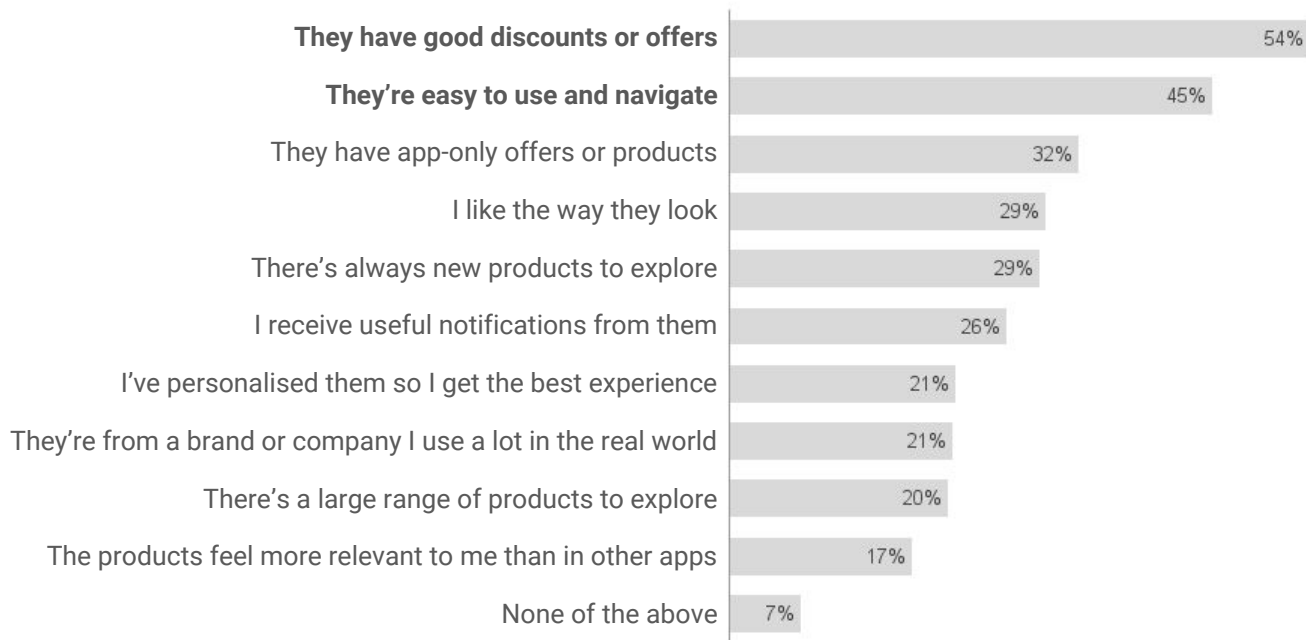 They have good discounts or offers 54%
They’re easy to use and navigate 45%
They have app-only offers or products 32%
I like the way they look 29%
There’s always new products to explore 29%
I receive useful notifications from them 26%
I’ve personalised them so I get the best experience 21%
They’re from a brand or company I use a lot in the real world 21%
There’s a large range of products to explore 20%
The products feel more relevant to me than in other apps 17%
None of the above 7%